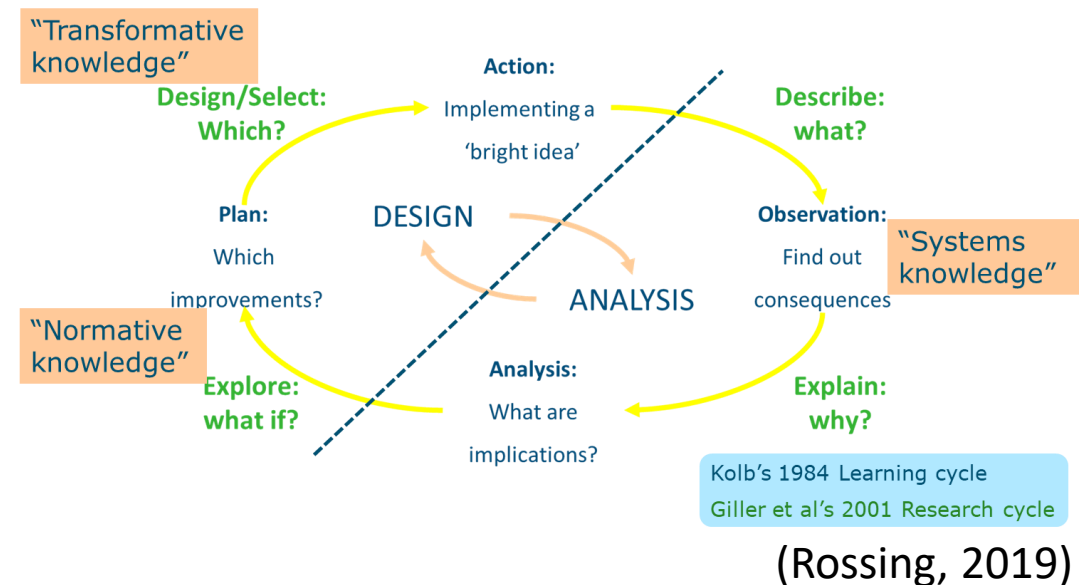 “Transformative
knowledge”
Action:
Implementing a
‘bright idea’
Design/Select:
Which?
Describe:
what?
Plan:
Which
improvements?
DESIGN
ANALYSIS
Observation:
Find out
consequences
“Systems
knowledge”
“Normative
knowledge”
Explore:
what if?
Analysis:
What are
implications?
Explain:
why?
Kolb’s 1984 Learning cycle
Giller et al’s 2001 Research cycle
(Rossing, 2019)